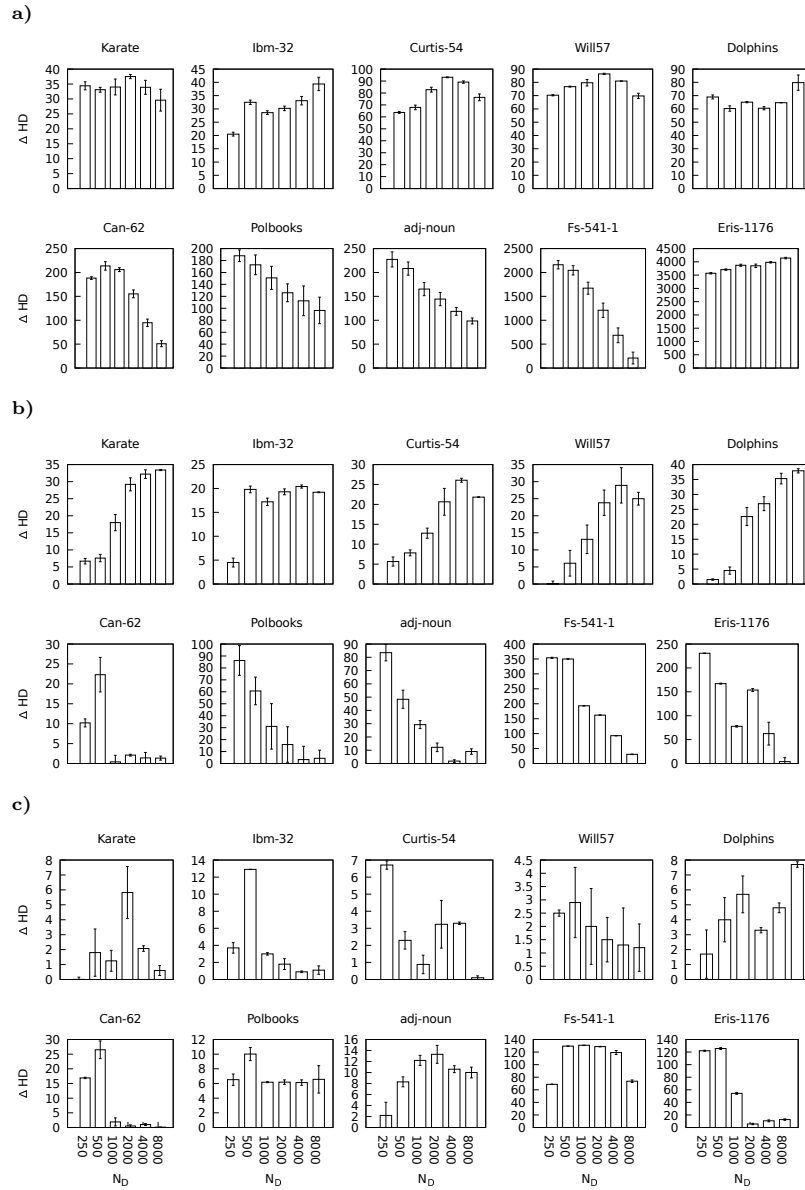 a)
Karate Ibm-32 Curtis-54 Will57 Dolphins
Δ HD
40 35 30 25 20 15 10 5 0
45 40 35 30 25 20 15 10 5 0
100 90 80 70 60 50 40 30 20 10 0
90 80 70 60 50 40 30 20 10 0
90 80 70 60 50 40 30 20 10 0
Can-62 Polbooks adj-noun Fs-541-1 Eris-1176
Δ HD
250 200 150 100 50 0
200 180 160 140 120 100 80 60 40 20 0
250 200 150 100 50 0
2500 2000 1500 1000 500 0
4500 4000 3500 3000 2500 2000 1500 1000 500 0
b)
Karate Ibm-32 Curtis-54 Will57 Dolphins
Δ HD
35 30 25 20 15 10 5 0
25 20 15 10 5 0
30 25 20 15 10 5 0
35 30 25 20 15 10 5 0
40 35 30 25 20 15 10 5 0
Can-62 Polbooks adj-noun Fs-541-1 Eris-1176
Δ HD
30 25 20 15 10 5 0
100 90 80 70 60 50 40 30 20 10 0
90 80 70 60 50 40 30 20 10 0
400 350 300 250 200 150 100 50 0
250 200 150 100 50 0
c)
Karate Ibm-32 Curtis-54 Will57 Dolphins
Δ HD
8 7 6 5 4 3 2 1 0
14 12 10 8 6 4 2 0
7 6 5 4 3 2 1 0
4.5 4 3.5 3 2.5 2 1.5 1 0.5 0
8 7 6 5 4 3 2 1 0
Can-62 Polbooks adj-noun Fs-541-1 Eris-1176
Δ HD
30 25 20 15 10 5 0
12 10 8 6 4 2 0
16 14 12 10 8 6 4 2 0
140 120 100 80 60 40 20 0
140 120 100 80 60 40 20 0
250 500 1000 2000 4000 8000
250 500 1000 2000 4000 8000
250 500 1000 2000 4000 8000
250 500 1000 2000 4000 8000
250 500 1000 2000 4000 8000
N_D N_D N_D N_D N_D